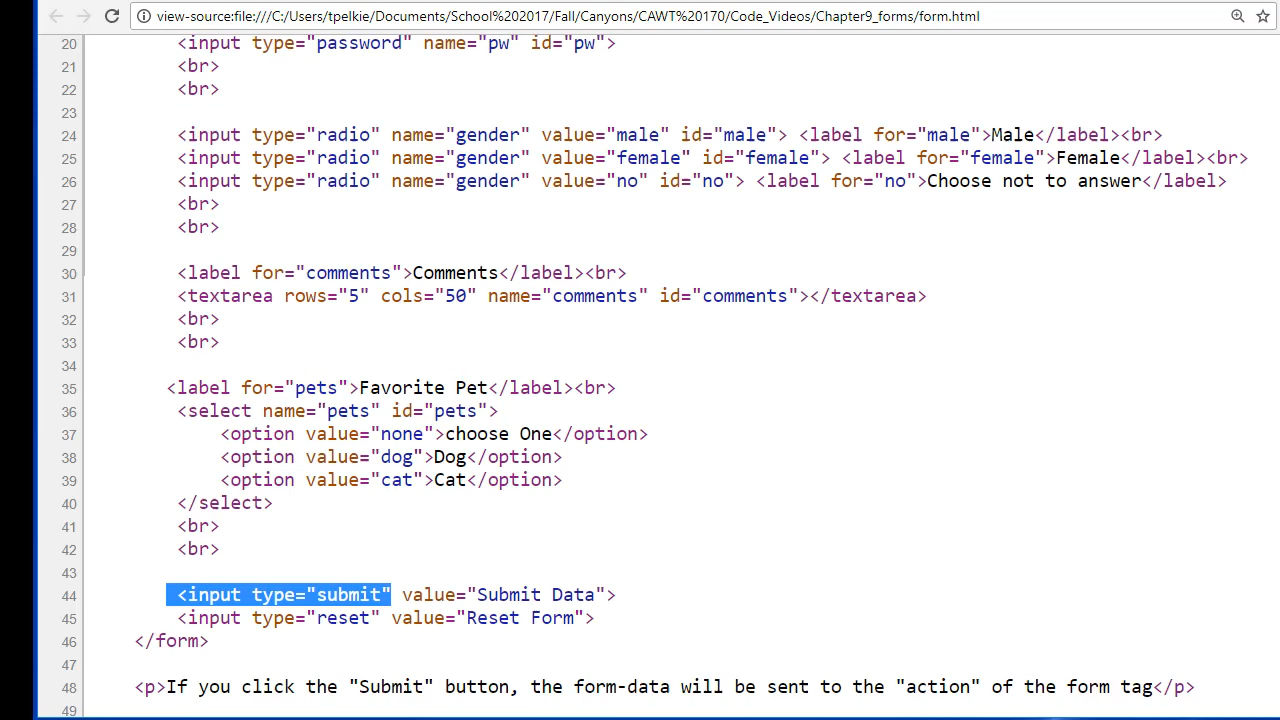 view-source:file:///C:/Users/tpelkie/Documents/School%202017/Fall/Canyons/CAWT%20170/Code_Videos/Chapter9_forms/form.html
20 <input type="password" name="pw" id="pw">
21 <br>
22 <br>
23
24 <input type="radio" name="gender" value="male" id="male"> <label for="male">Male</label><br>
25 <input type="radio" name="gender" value="female" id="female"> <label for="female">Female</label><br>
26 <input type="radio" name="gender" value="no" id="no"> <label for="no">Choose not to answer</label>
27 <br>
28 <br>
29
30 <label for="comments">Comments</label><br>
31 <textarea rows="5" cols="50" name="comments" id="comments"></textarea>
32 <br>
33 <br>
34
35 <label for="pets">Favorite Pet</label><br>
36 <select name="pets" id="pets">
37 <option value="none">choose One</option>
38 <option value="dog">Dog</option>
39 <option value="cat">Cat</option>
40 </select>
41 <br>
42 <br>
43
44 <input type="submit" value="Submit Data">
45 <input type="reset" value="Reset Form">
46 </form>
47
48 <p>If you click the "Submit" button, the form-data will be sent to the "action" of the form tag</p>
49